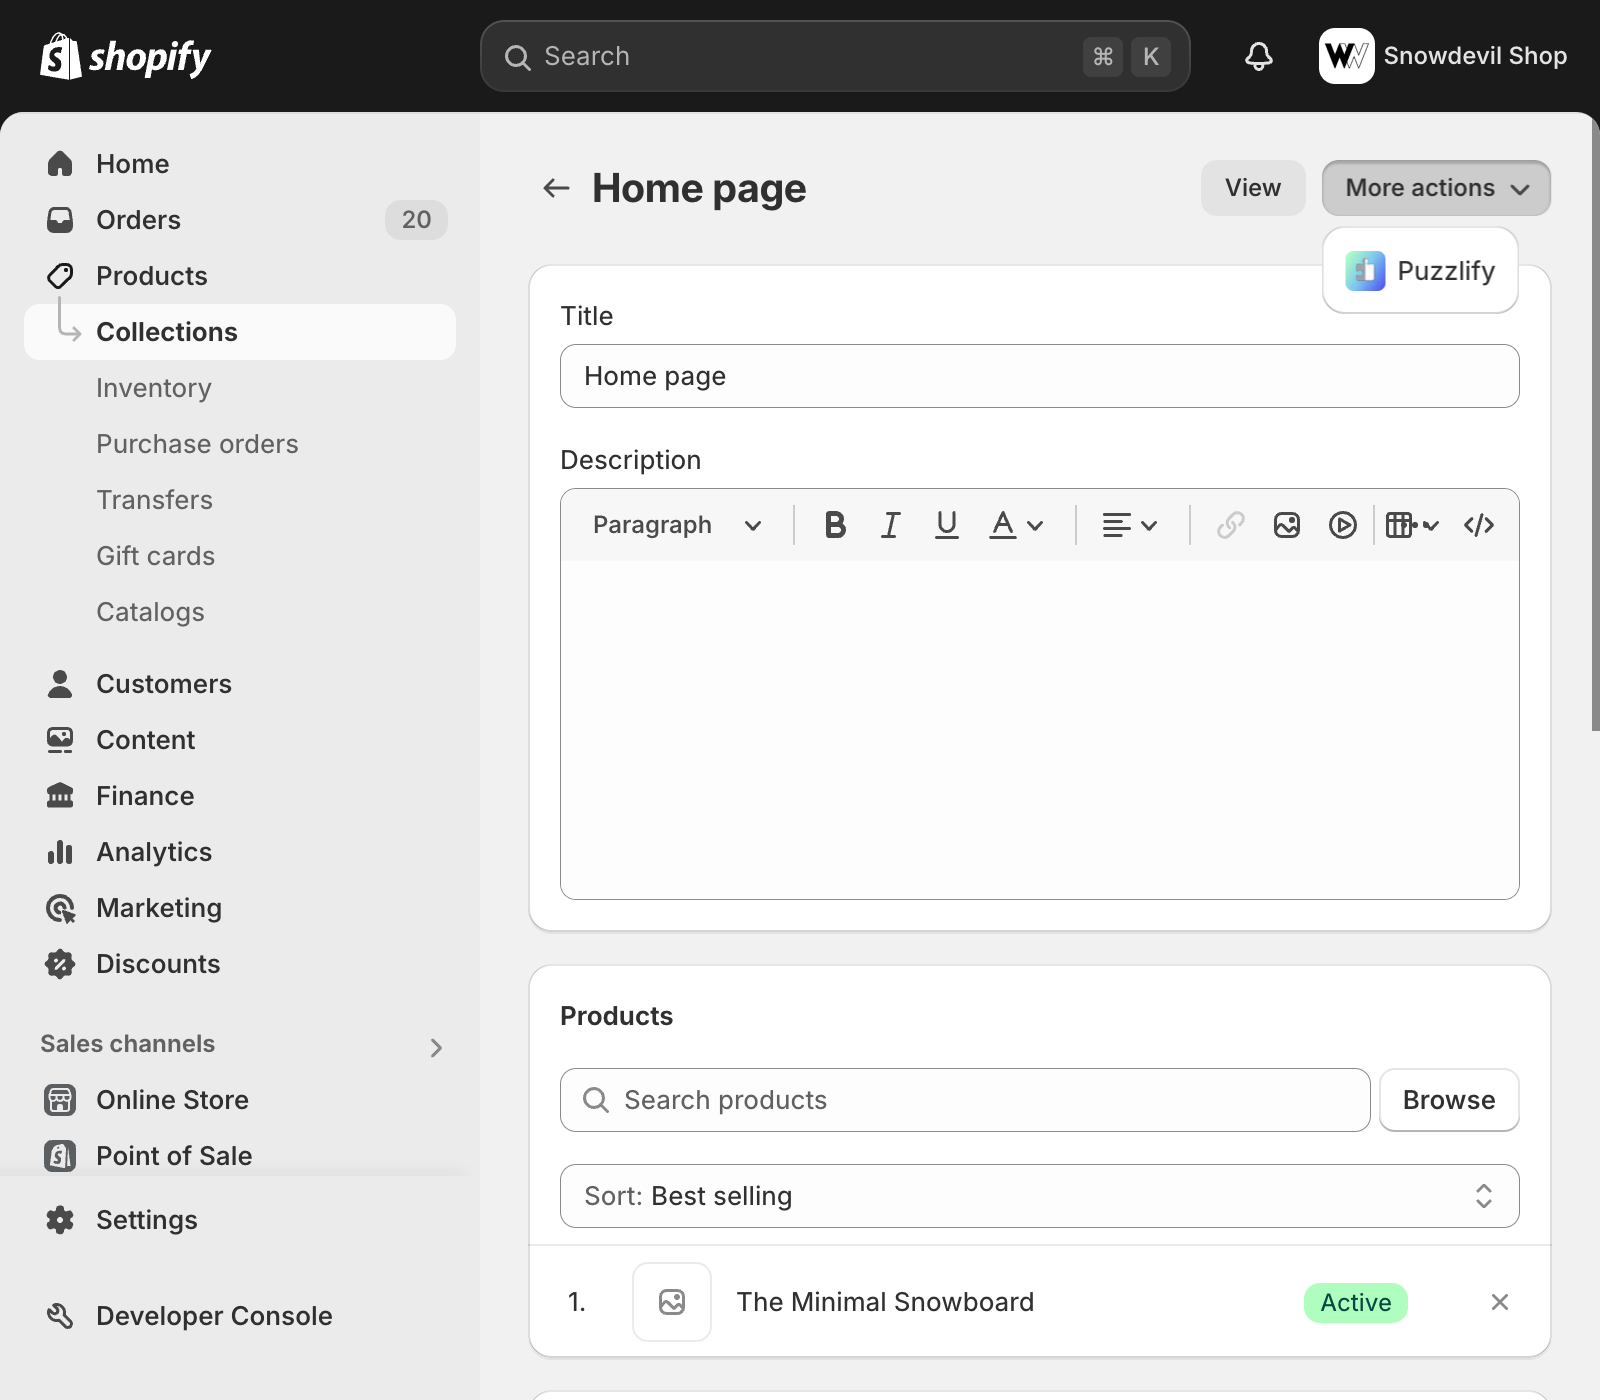 shopify
Search
⌘ K
Snowdevil Shop
Home
Orders
20
Products
Collections
Inventory
Purchase orders
Transfers
Gift cards
Catalogs
Customers
Content
Finance
Analytics
Marketing
Discounts
Sales channels
Online Store
Point of Sale
Settings
Developer Console
Home page
View
More actions
Puzzlify
Title
Home page
Description
Paragraph
Products
Search products
Browse
Sort: Best selling
1.
The Minimal Snowboard
Active